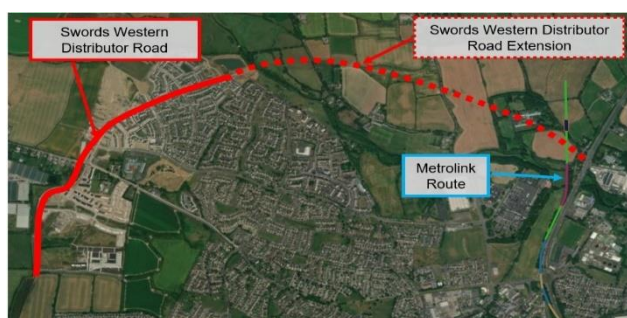 Swords Western
Distributor Road
Swords Western Distributor
Road Extension
Metrolink
Route